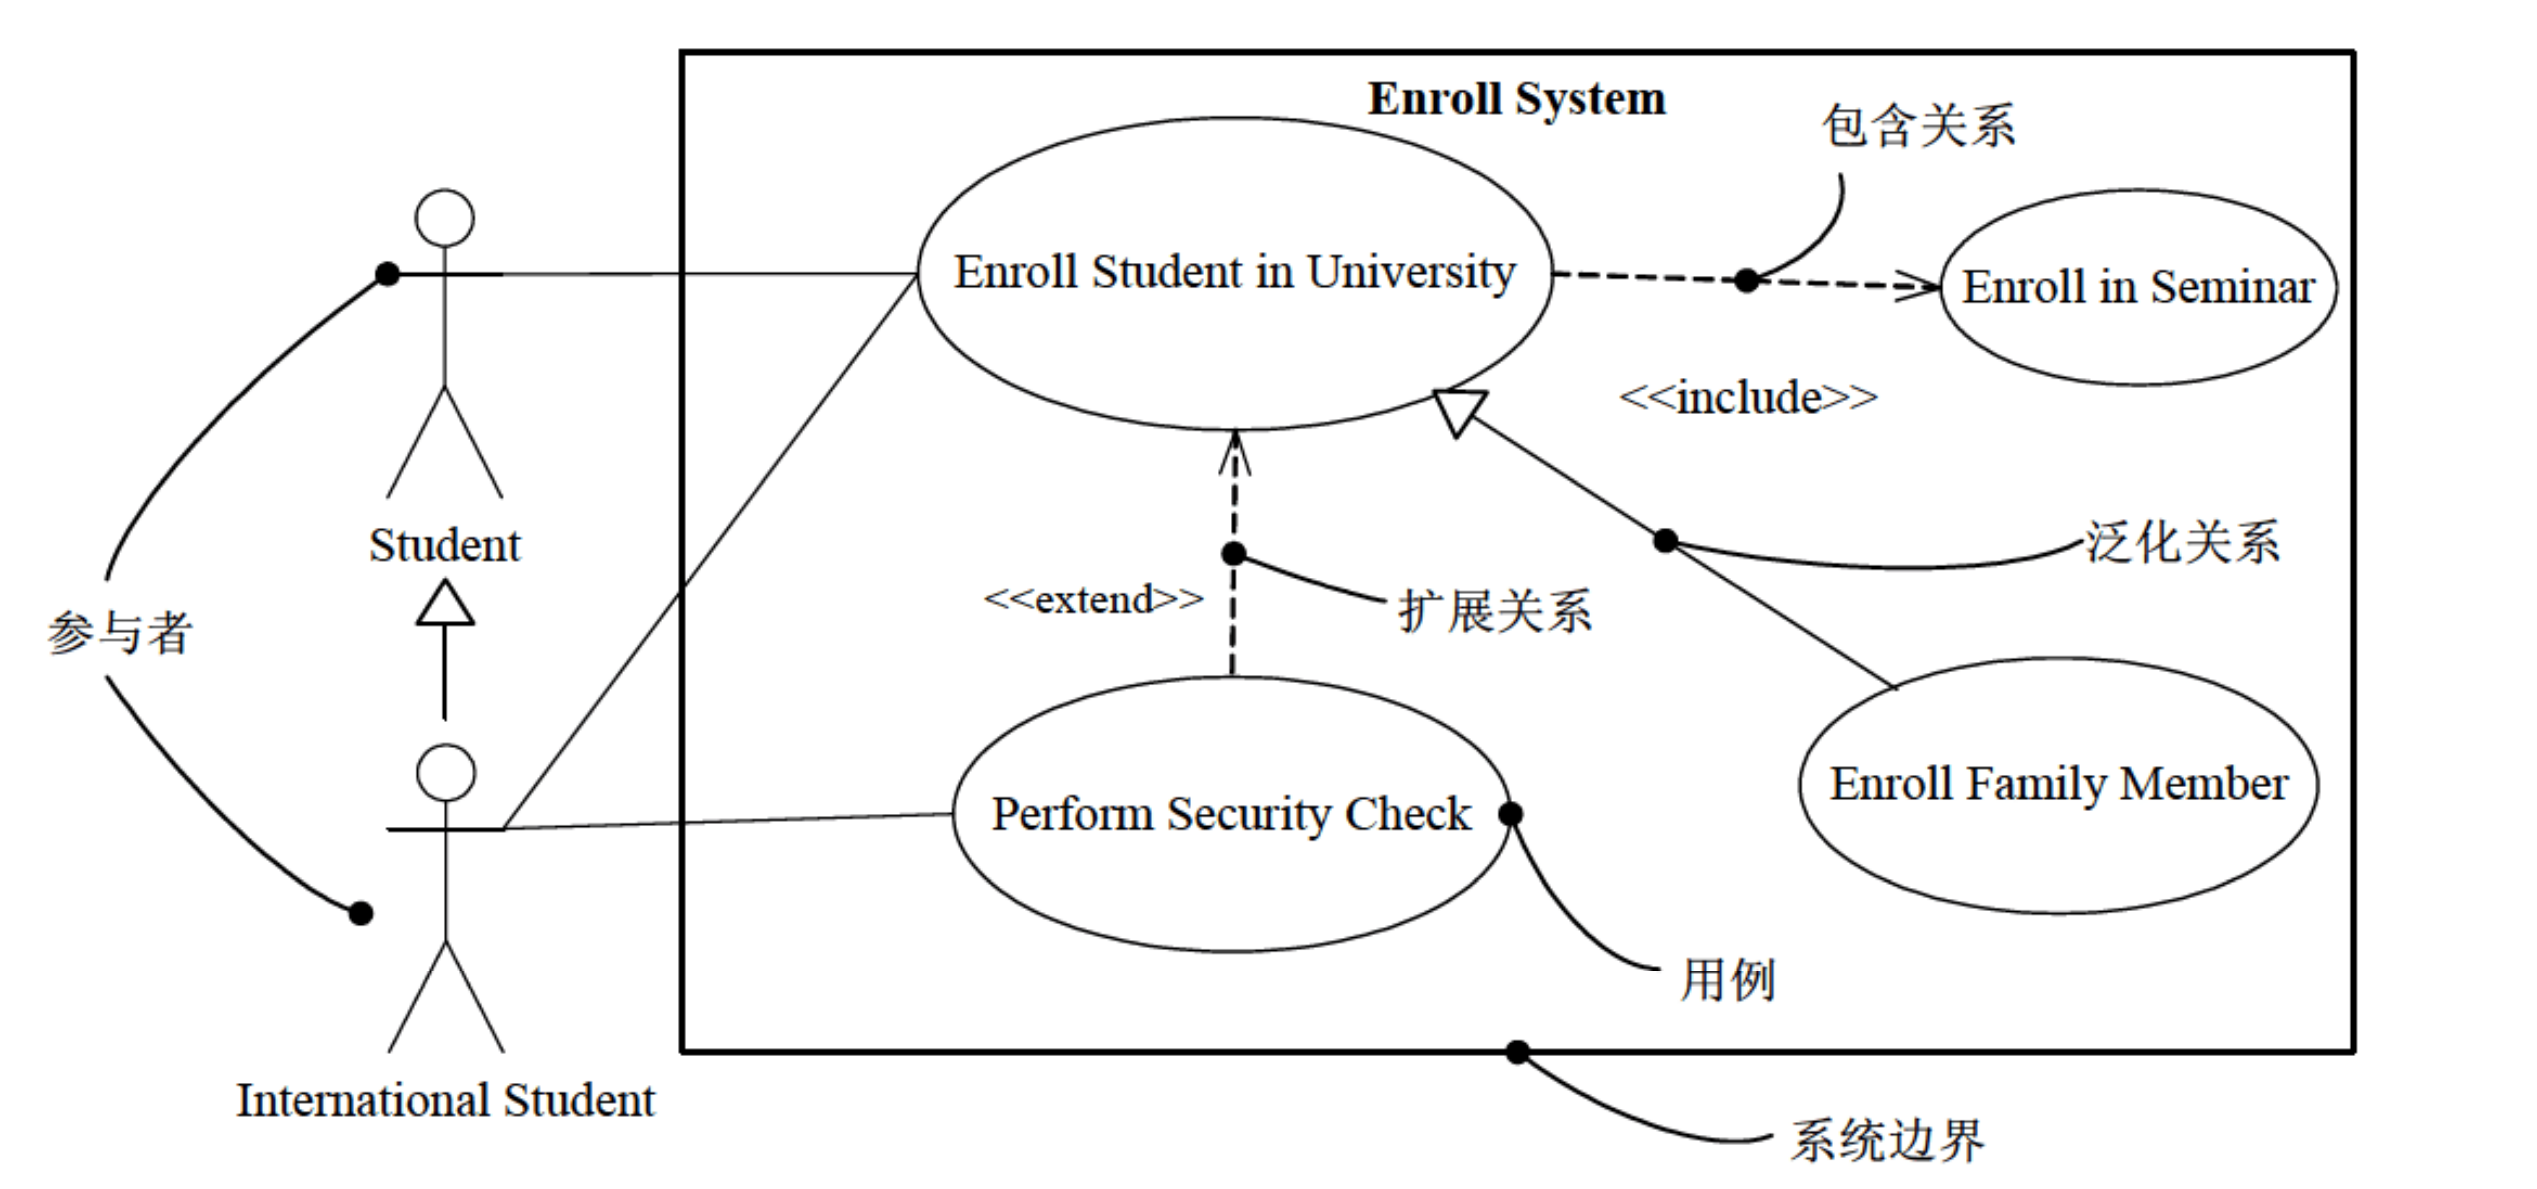 Enroll System
包含关系
Enroll Student in University
Enroll in Seminar
<<include>>
Student
泛化关系
<<extend>>
扩展关系
参与者
Perform Security Check
Enroll Family Member
用例
International Student
系统边界